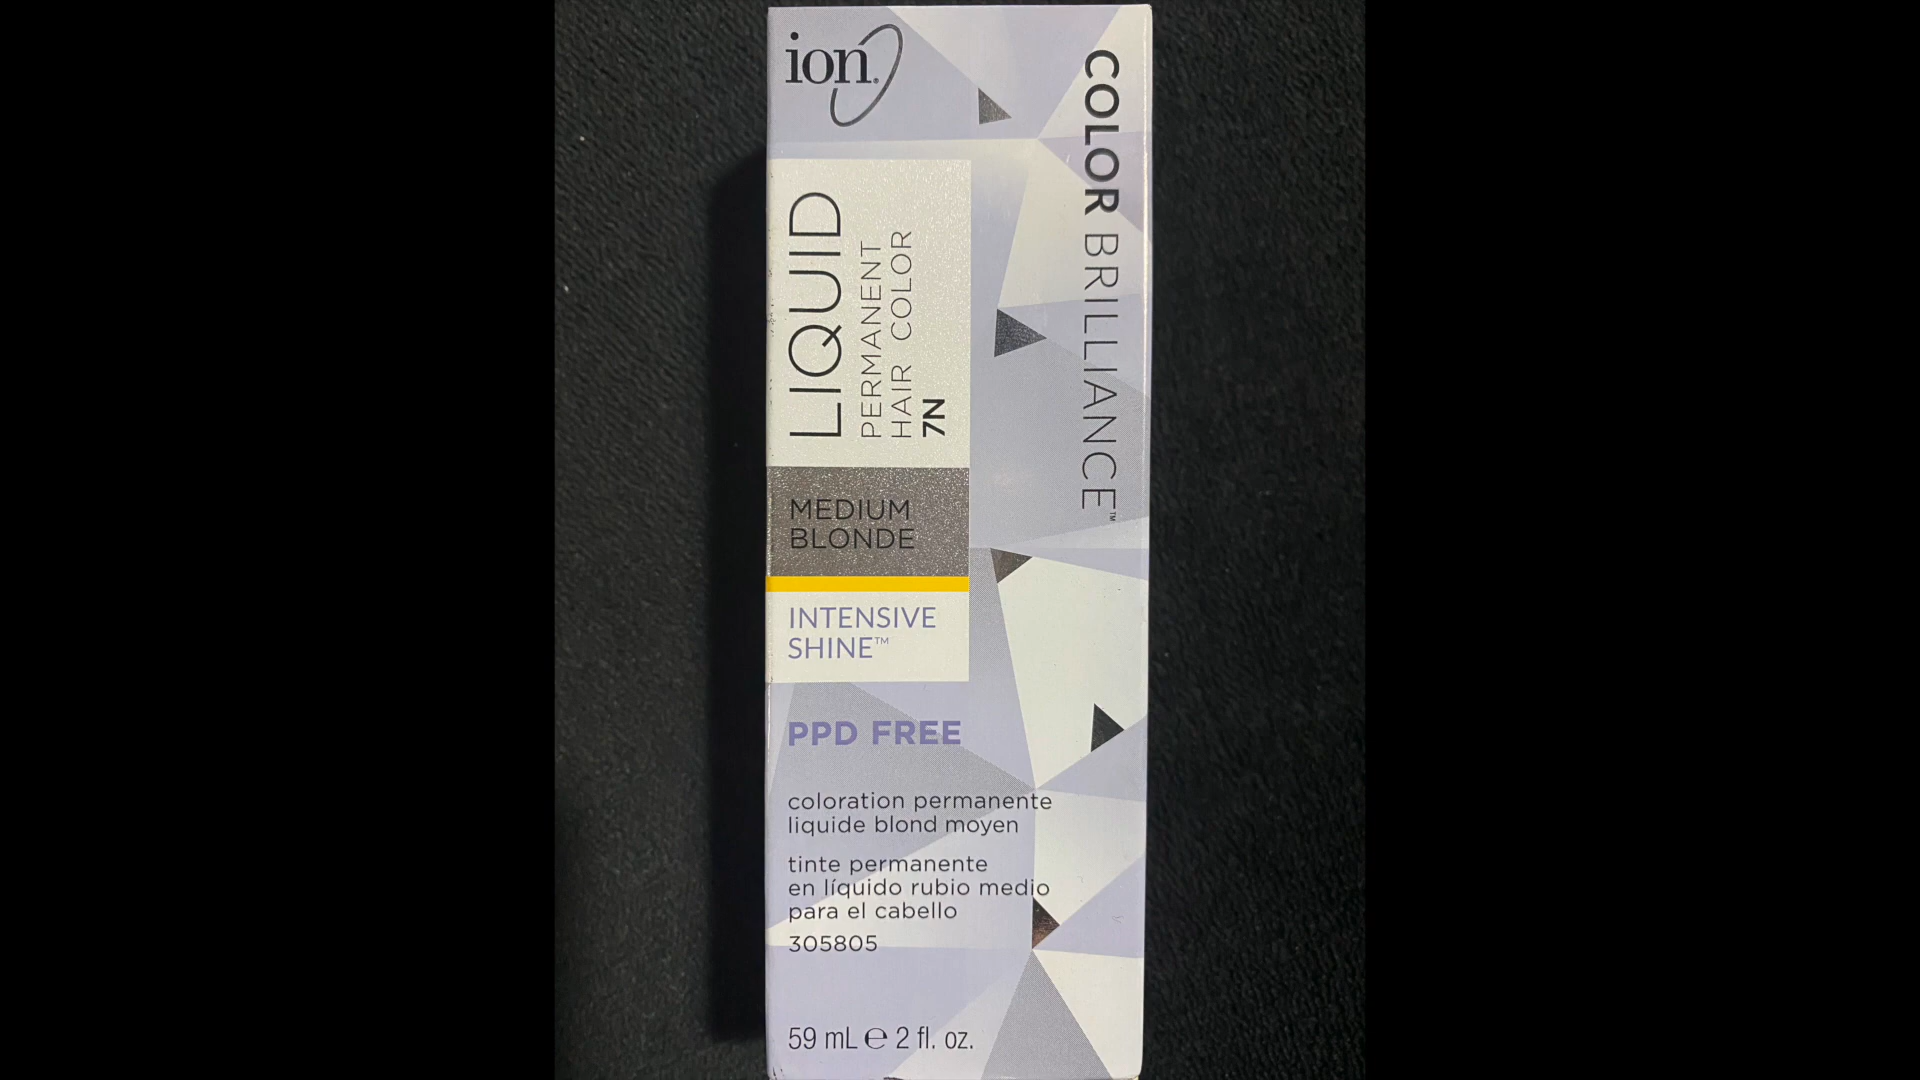 ion®
COLOR BRILLIANCE™
LIQUID
PERMANENT
HAIR COLOR
7N
MEDIUM
BLONDE
INTENSIVE
SHINE™
PPD FREE
coloration permanente
liquide blond moyen
tinte permanente
en líquido rubio medio
para el cabello
305805
59 mL ℮ 2 fl. oz.